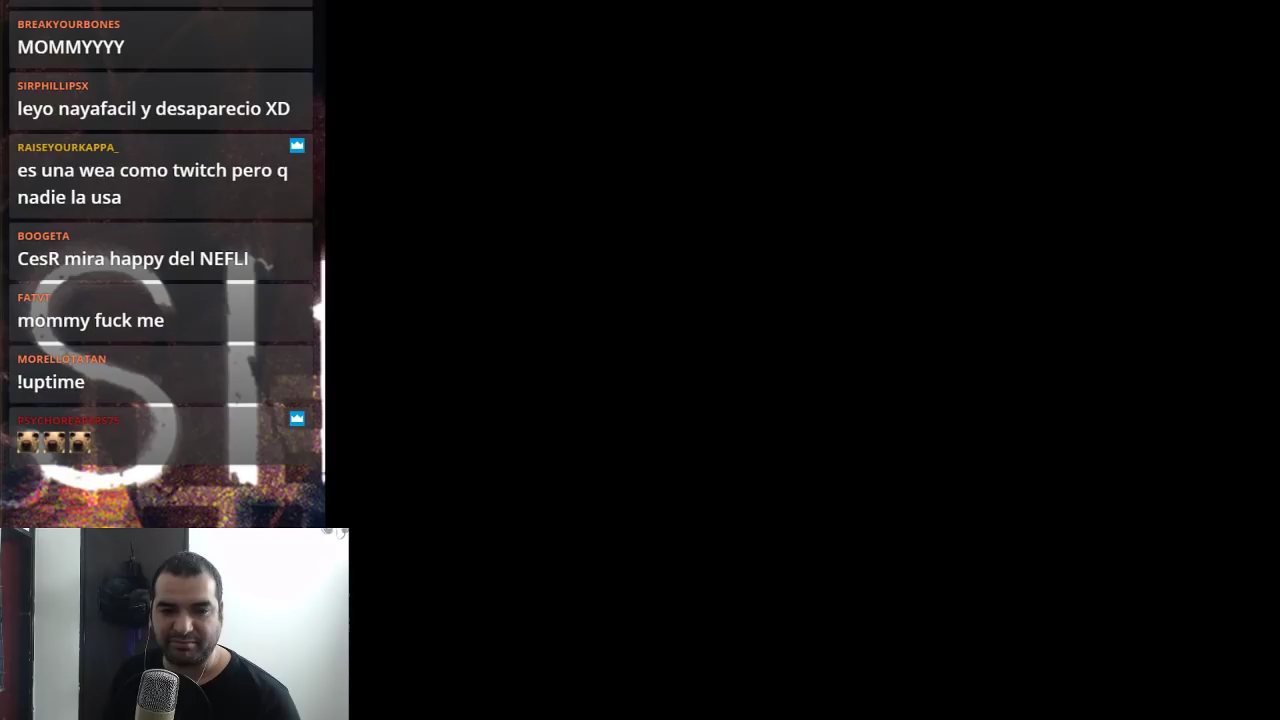 BREAKYOURBONES
MOMMYYYY
SIRPHILLIPSX
leyo nayafacil y desaparecio XD
RAISEYOURKAPPA_
es una wea como twitch pero q
nadie la usa
BOOGETA
CesR mira happy del NEFLI
FATVT
mommy fuck me
MORELLOTATAN
!uptime
SI